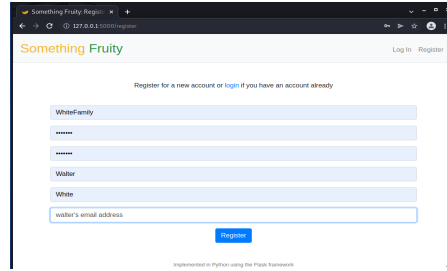 Something Fruity: Regist
127.0.0.1:5000/register
Something Fruity
Log In Register
Register for a new account or login if you have an account already
WhiteFamily
•••••••
•••••••
Walter
White
walter's email address
Register
Implemented in Python using the Flask framework